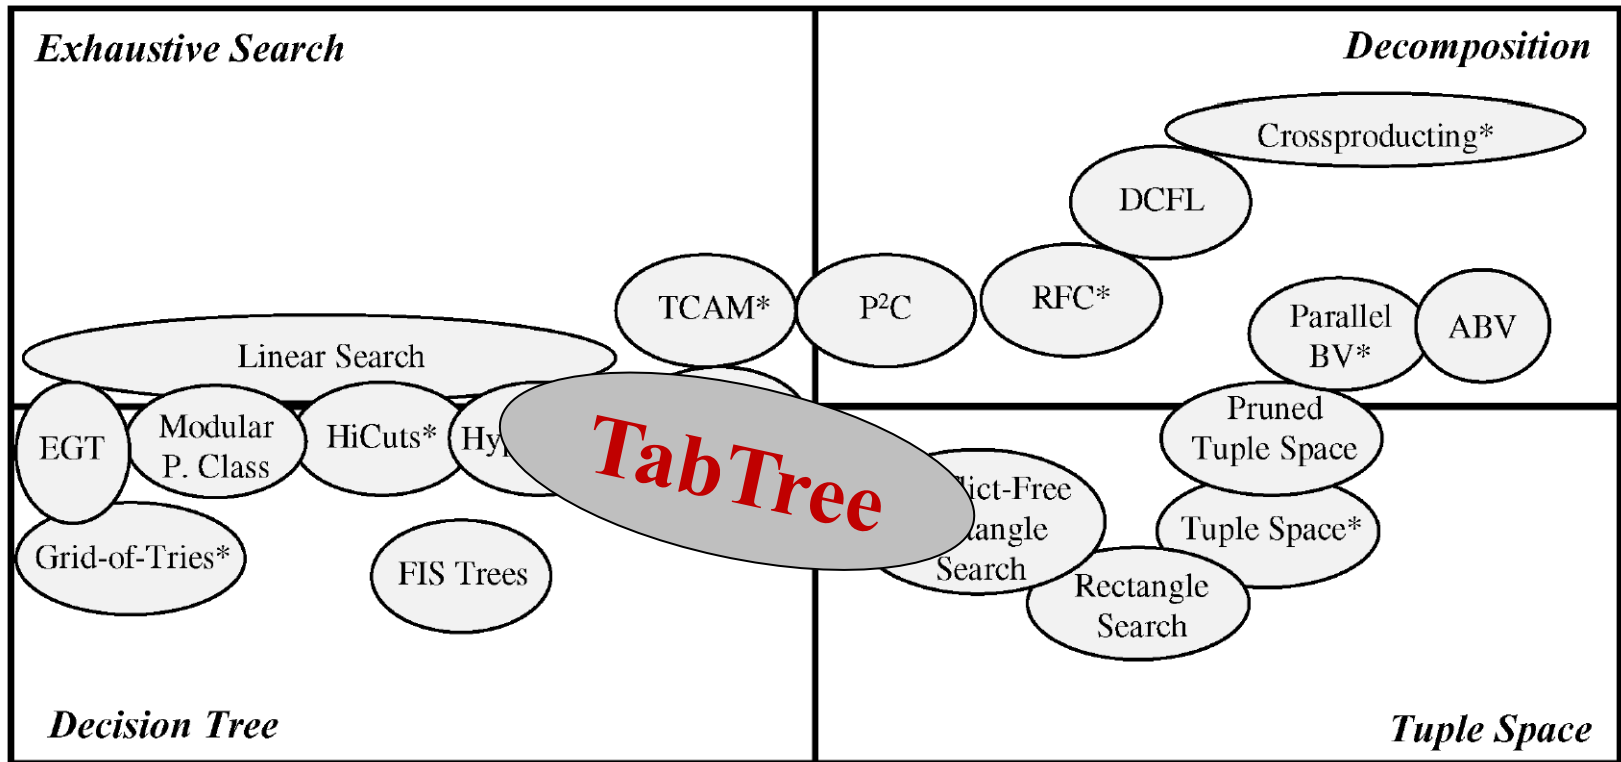 Exhaustive Search
Decomposition
Crossproducting*
DCFL
TCAM*
P²C
RFC*
Parallel
BV*
ABV
Linear Search
EGT
Modular
P. Class
HiCuts*
TabTree
Pruned
Tuple Space
Tuple Space*
Search
Rectangle
Search
Grid-of-Tries*
FIS Trees
Decision Tree
Tuple Space